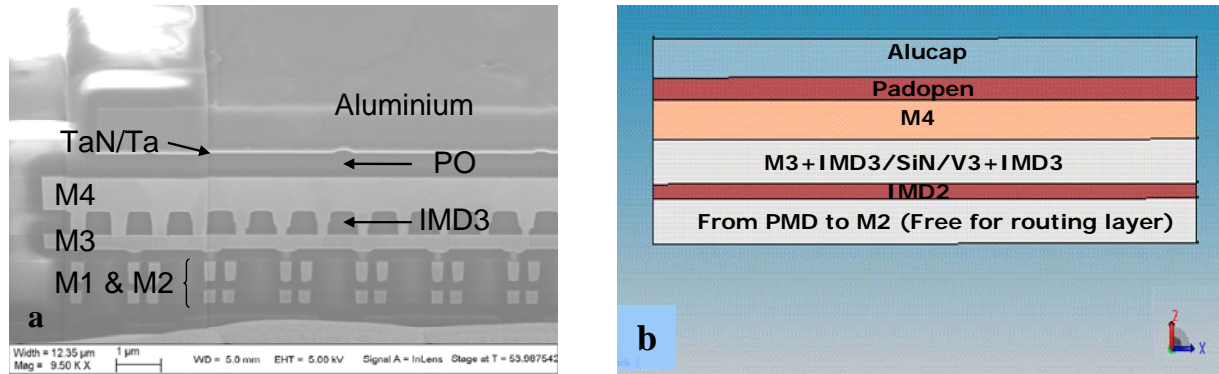 Aluminium
TaN/Ta
PO
M4
IMD3
M3
M1 & M2
a
Width = 12.35 µm
1 µm
WD = 5.0 mm
EHT = 5.00 kV
Signal A = InLens
Stage at T = 53.987542
Mag = 9.50 K X
Alucap
Padopen
M4
M3+IMD3/SiN/V3+IMD3
IMD2
From PMD to M2 (Free for routing layer)
b
Z
X